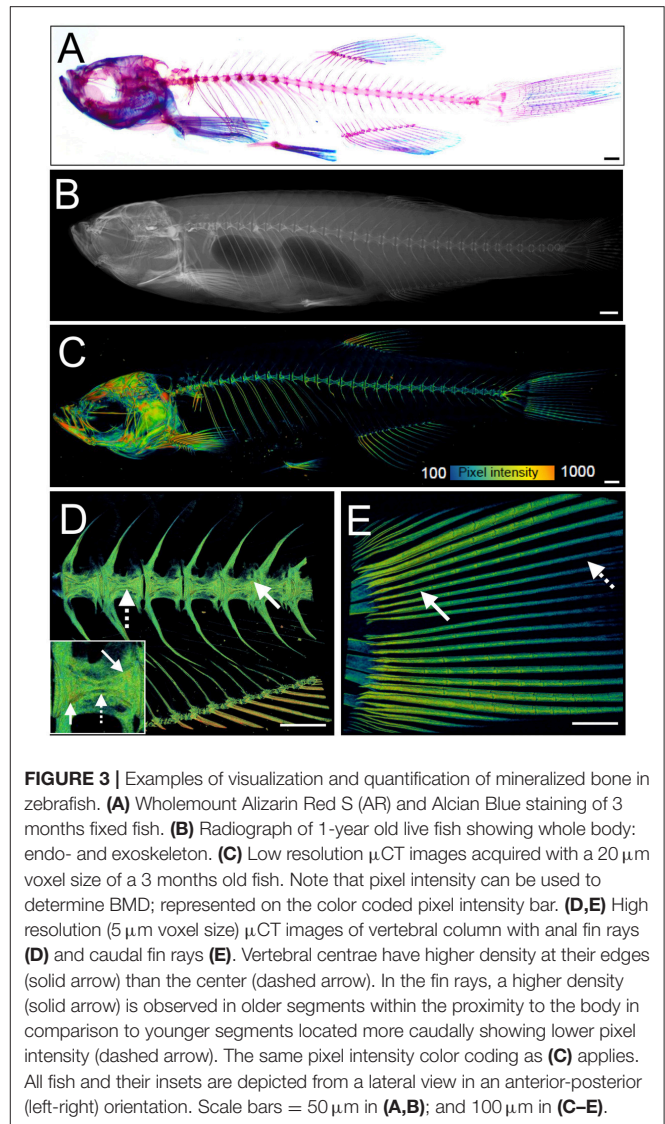 A
B
C
100 Pixel intensity 1000
D
E
FIGURE 3 | Examples of visualization and quantification of mineralized bone in
zebrafish. (A) Wholemount Alizarin Red S (AR) and Alcian Blue staining of 3
months fixed fish. (B) Radiograph of 1-year old live fish showing whole body:
endo- and exoskeleton. (C) Low resolution μCT images acquired with a 20 μm
voxel size of a 3 months old fish. Note that pixel intensity can be used to
determine BMD; represented on the color coded pixel intensity bar. (D,E) High
resolution (5 μm voxel size) μCT images of vertebral column with anal fin rays
(D) and caudal fin rays (E). Vertebral centrae have higher density at their edges
(solid arrow) than the center (dashed arrow). In the fin rays, a higher density
(solid arrow) is observed in older segments within the proximity to the body in
comparison to younger segments located more caudally showing lower pixel
intensity (dashed arrow). The same pixel intensity color coding as (C) applies.
All fish and their insets are depicted from a lateral view in an anterior-posterior
(left-right) orientation. Scale bars = 50 μm in (A,B); and 100 μm in (C–E).